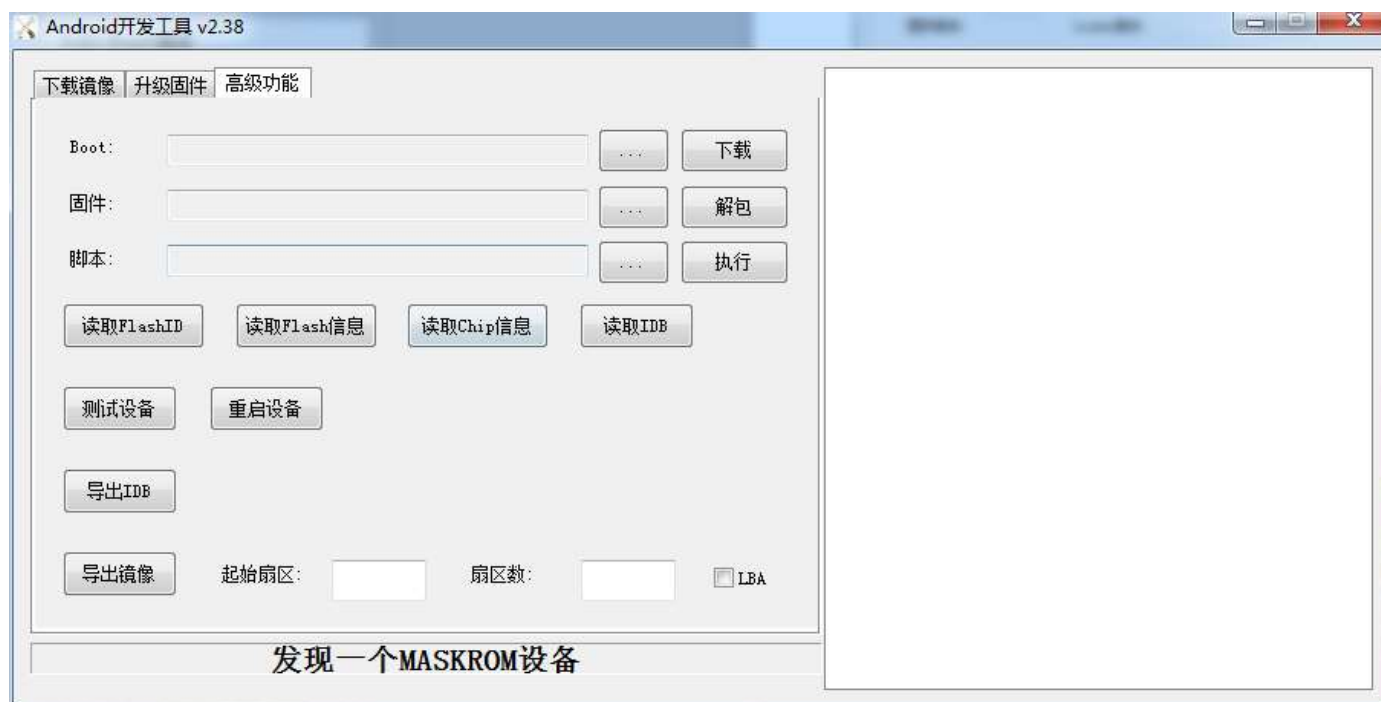 Android开发工具 v2.38
下载镜像 升级固件 高级功能
Boot: ... 下载
固件: ... 解包
脚本: ... 执行
读取FlashID 读取Flash信息 读取Chip信息 读取IDB
测试设备 重启设备
导出IDB
导出镜像 起始扇区: 扇区数: LBA
发现一个MASKROM设备